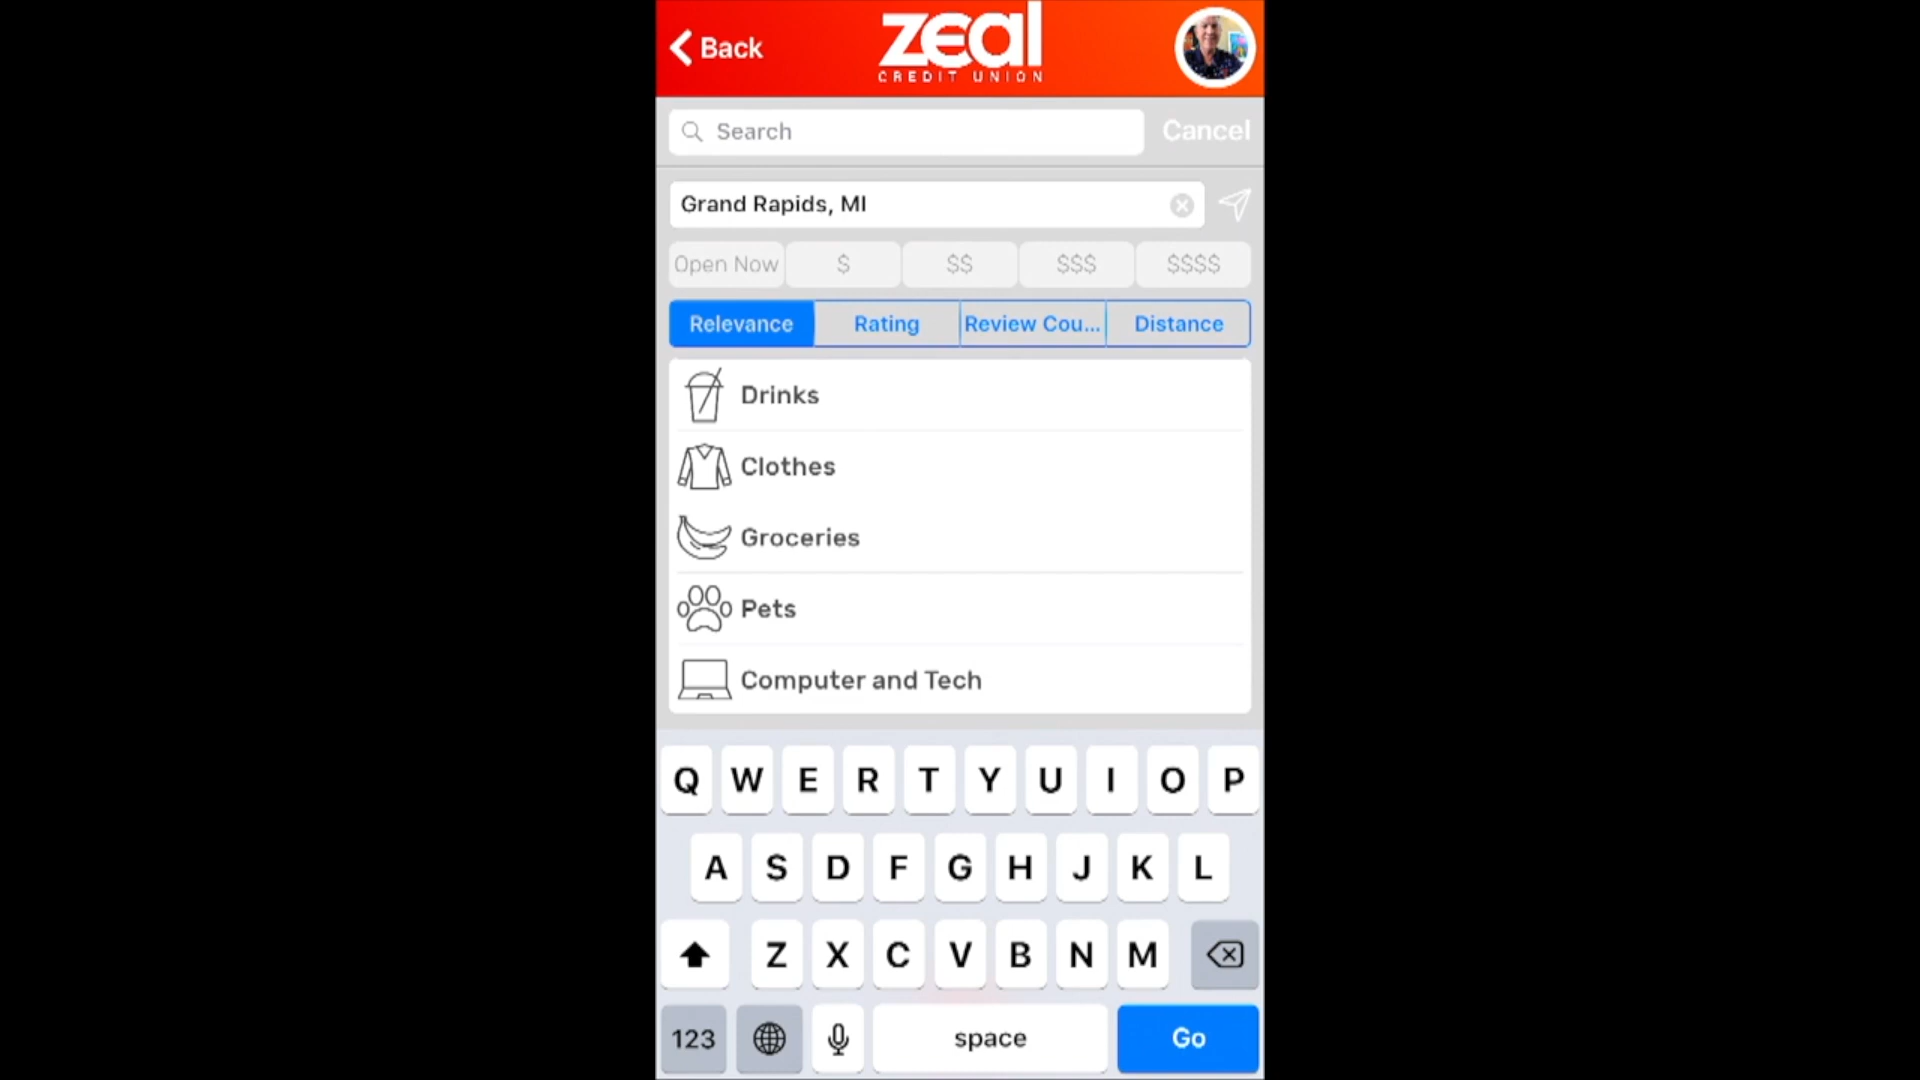 Back
zeal
CREDIT UNION
Search
Cancel
Grand Rapids, MI
Open Now $ $$ $$$ $$$$
Relevance Rating Review Cou... Distance
Drinks
Clothes
Groceries
Pets
Computer and Tech
Q W E R T Y U I O P
A S D F G H J K L
Z X C V B N M
123 space Go